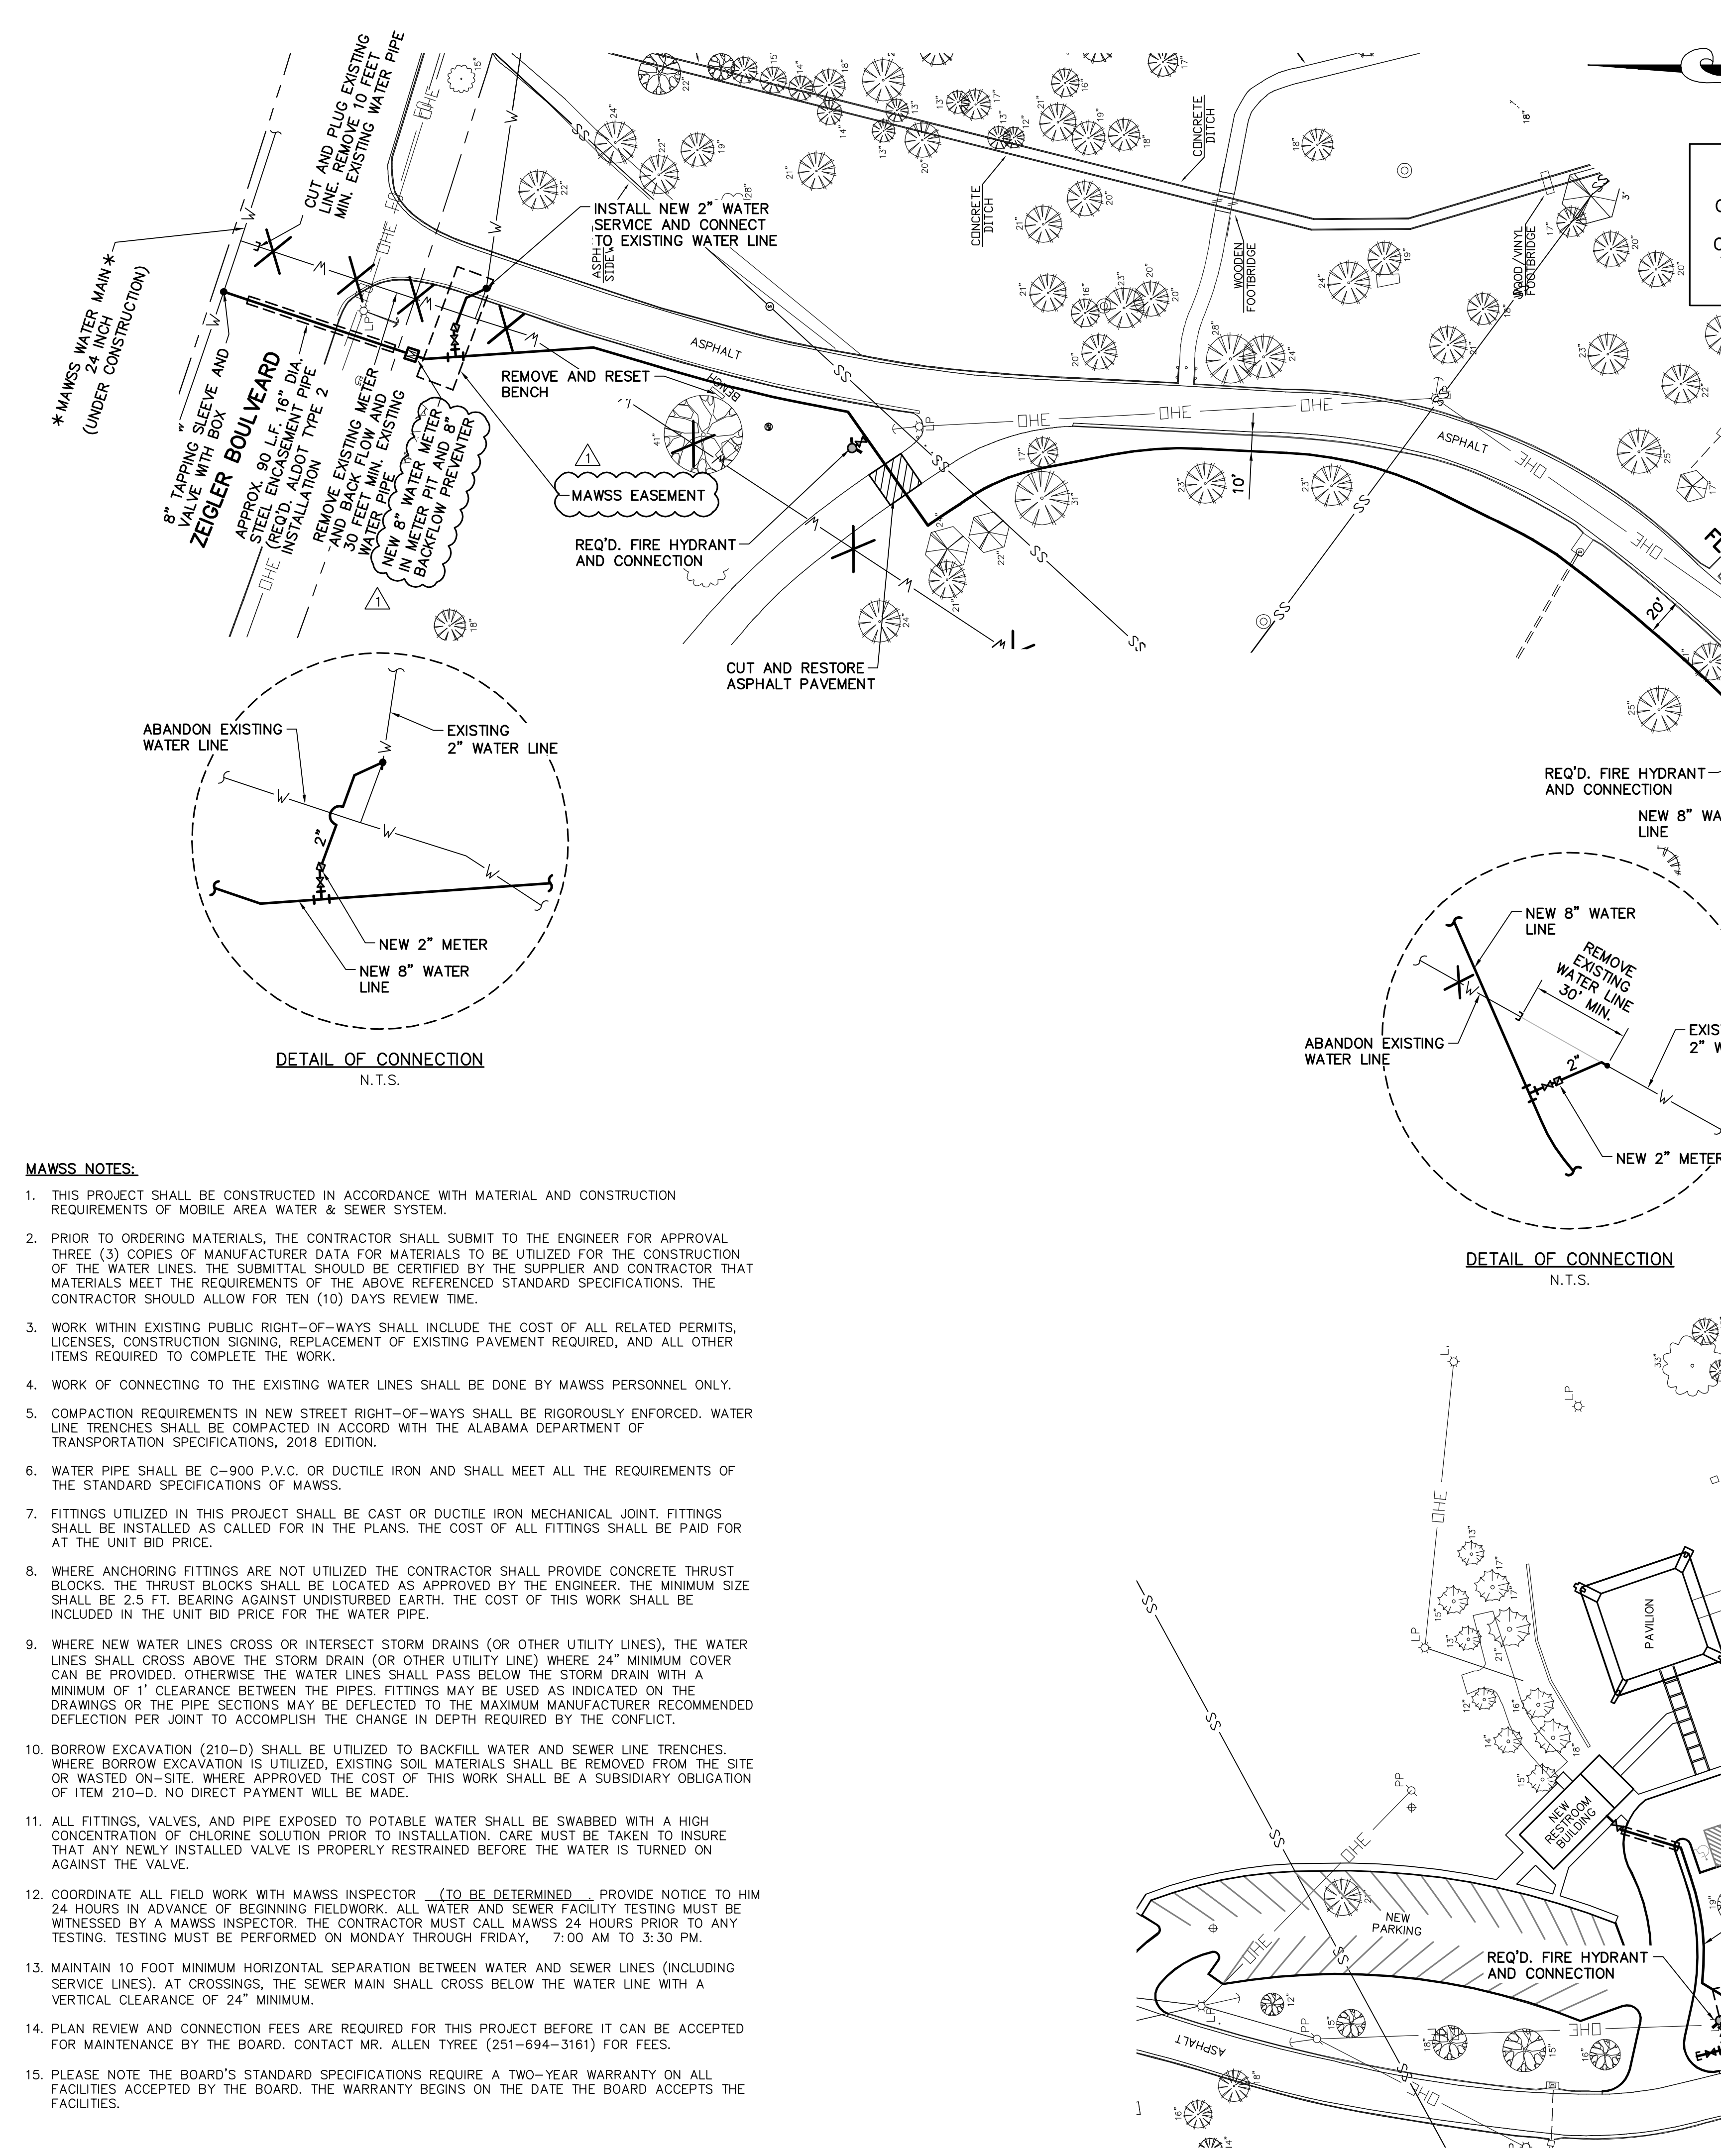 CUT AND PLUG EXISTING
LINE. REMOVE 10 FEET
MIN. EXISTING WATER PIPE
*MAWSS WATER MAIN*
24 INCH
(UNDER CONSTRUCTION)
8" TAPPING SLEEVE AND
VALVE WITH BOX
ZEIGLER BOULVEARD
APPROX. 90 L.F. 16" DIA.
STEEL ENCASEMENT PIPE
(REQ'D. ALDOT TYPE 2
INSTALLATION
REMOVE EXISTING METER
AND BACK FLOW AND
30 FEET MIN. EXISTING
WATER PIPE
NEW 8" WATER METER
IN METER PIT AND 8"
BACKFLOW PREVENTER
1
INSTALL NEW 2" WATER
SERVICE AND CONNECT
TO EXISTING WATER LINE
ASPHALT
REMOVE AND RESET
BENCH
BENCH
1
MAWSS EASEMENT
REQ'D. FIRE HYDRANT
AND CONNECTION
CUT AND RESTORE
ASPHALT PAVEMENT
CONCRETE
DITCH
CONCRETE
DITCH
WOODEN
FOOTBRIDGE
WOOD/VINYL
FOOTBRIDGE
ASPHALT
10'
20'
OHE
OHE
OHE
OHE
OHE
SS
SS
SS
LP
ABANDON EXISTING
WATER LINE
EXISTING
2" WATER LINE
2"
NEW 2" METER
NEW 8" WATER
LINE
DETAIL OF CONNECTION
N.T.S.
REQ'D. FIRE HYDRANT
AND CONNECTION
NEW 8" WA
LINE
NEW 8" WATER
LINE
REMOVE
EXISTING
WATER LINE
30' MIN.
ABANDON EXISTING
WATER LINE
EXIS
2" W
2"
NEW 2" METER
DETAIL OF CONNECTION
N.T.S.
MAWSS NOTES:
1. THIS PROJECT SHALL BE CONSTRUCTED IN ACCORDANCE WITH MATERIAL AND CONSTRUCTION
REQUIREMENTS OF MOBILE AREA WATER & SEWER SYSTEM.
2. PRIOR TO ORDERING MATERIALS, THE CONTRACTOR SHALL SUBMIT TO THE ENGINEER FOR APPROVAL
THREE (3) COPIES OF MANUFACTURER DATA FOR MATERIALS TO BE UTILIZED FOR THE CONSTRUCTION
OF THE WATER LINES. THE SUBMITTAL SHOULD BE CERTIFIED BY THE SUPPLIER AND CONTRACTOR THAT
MATERIALS MEET THE REQUIREMENTS OF THE ABOVE REFERENCED STANDARD SPECIFICATIONS. THE
CONTRACTOR SHOULD ALLOW FOR TEN (10) DAYS REVIEW TIME.
3. WORK WITHIN EXISTING PUBLIC RIGHT-OF-WAYS SHALL INCLUDE THE COST OF ALL RELATED PERMITS,
LICENSES, CONSTRUCTION SIGNING, REPLACEMENT OF EXISTING PAVEMENT REQUIRED, AND ALL OTHER
ITEMS REQUIRED TO COMPLETE THE WORK.
4. WORK OF CONNECTING TO THE EXISTING WATER LINES SHALL BE DONE BY MAWSS PERSONNEL ONLY.
5. COMPACTION REQUIREMENTS IN NEW STREET RIGHT-OF-WAYS SHALL BE RIGOROUSLY ENFORCED. WATER
LINE TRENCHES SHALL BE COMPACTED IN ACCORD WITH THE ALABAMA DEPARTMENT OF
TRANSPORTATION SPECIFICATIONS, 2018 EDITION.
6. WATER PIPE SHALL BE C-900 P.V.C. OR DUCTILE IRON AND SHALL MEET ALL THE REQUIREMENTS OF
THE STANDARD SPECIFICATIONS OF MAWSS.
7. FITTINGS UTILIZED IN THIS PROJECT SHALL BE CAST OR DUCTILE IRON MECHANICAL JOINT. FITTINGS
SHALL BE INSTALLED AS CALLED FOR IN THE PLANS. THE COST OF ALL FITTINGS SHALL BE PAID FOR
AT THE UNIT BID PRICE.
8. WHERE ANCHORING FITTINGS ARE NOT UTILIZED THE CONTRACTOR SHALL PROVIDE CONCRETE THRUST
BLOCKS. THE THRUST BLOCKS SHALL BE LOCATED AS APPROVED BY THE ENGINEER. THE MINIMUM SIZE
SHALL BE 2.5 FT. BEARING AGAINST UNDISTURBED EARTH. THE COST OF THIS WORK SHALL BE
INCLUDED IN THE UNIT BID PRICE FOR THE WATER PIPE.
9. WHERE NEW WATER LINES CROSS OR INTERSECT STORM DRAINS (OR OTHER UTILITY LINES), THE WATER
LINES SHALL CROSS ABOVE THE STORM DRAIN (OR OTHER UTILITY LINE) WHERE 24" MINIMUM COVER
CAN BE PROVIDED. OTHERWISE THE WATER LINES SHALL PASS BELOW THE STORM DRAIN WITH A
MINIMUM OF 1' CLEARANCE BETWEEN THE PIPES. FITTINGS MAY BE USED AS INDICATED ON THE
DRAWINGS OR THE PIPE SECTIONS MAY BE DEFLECTED TO THE MAXIMUM MANUFACTURER RECOMMENDED
DEFLECTION PER JOINT TO ACCOMPLISH THE CHANGE IN DEPTH REQUIRED BY THE CONFLICT.
10. BORROW EXCAVATION (210-D) SHALL BE UTILIZED TO BACKFILL WATER AND SEWER LINE TRENCHES.
WHERE BORROW EXCAVATION IS UTILIZED, EXISTING SOIL MATERIALS SHALL BE REMOVED FROM THE SITE
OR WASTED ON-SITE. WHERE APPROVED THE COST OF THIS WORK SHALL BE A SUBSIDIARY OBLIGATION
OF ITEM 210-D. NO DIRECT PAYMENT WILL BE MADE.
11. ALL FITTINGS, VALVES, AND PIPE EXPOSED TO POTABLE WATER SHALL BE SWABBED WITH A HIGH
CONCENTRATION OF CHLORINE SOLUTION PRIOR TO INSTALLATION. CARE MUST BE TAKEN TO INSURE
THAT ANY NEWLY INSTALLED VALVE IS PROPERLY RESTRAINED BEFORE THE WATER IS TURNED ON
AGAINST THE VALVE.
12. COORDINATE ALL FIELD WORK WITH MAWSS INSPECTOR (TO BE DETERMINED . PROVIDE NOTICE TO HIM
24 HOURS IN ADVANCE OF BEGINNING FIELDWORK. ALL WATER AND SEWER FACILITY TESTING MUST BE
WITNESSED BY A MAWSS INSPECTOR. THE CONTRACTOR MUST CALL MAWSS 24 HOURS PRIOR TO ANY
TESTING. TESTING MUST BE PERFORMED ON MONDAY THROUGH FRIDAY, 7:00 AM TO 3:30 PM.
13. MAINTAIN 10 FOOT MINIMUM HORIZONTAL SEPARATION BETWEEN WATER AND SEWER LINES (INCLUDING
SERVICE LINES). AT CROSSINGS, THE SEWER MAIN SHALL CROSS BELOW THE WATER LINE WITH A
VERTICAL CLEARANCE OF 24" MINIMUM.
14. PLAN REVIEW AND CONNECTION FEES ARE REQUIRED FOR THIS PROJECT BEFORE IT CAN BE ACCEPTED
FOR MAINTENANCE BY THE BOARD. CONTACT MR. ALLEN TYREE (251-694-3161) FOR FEES.
15. PLEASE NOTE THE BOARD'S STANDARD SPECIFICATIONS REQUIRE A TWO-YEAR WARRANTY ON ALL
FACILITIES ACCEPTED BY THE BOARD. THE WARRANTY BEGINS ON THE DATE THE BOARD ACCEPTS THE
FACILITIES.
PAVILION
NEW
RESTROOM
BUILDING
NEW
PARKING
REQ'D. FIRE HYDRANT
AND CONNECTION
ASPHALT
LP
LP
PP
PP
OHE
OHE
OHE
OHE
SS
SS
SS
SS